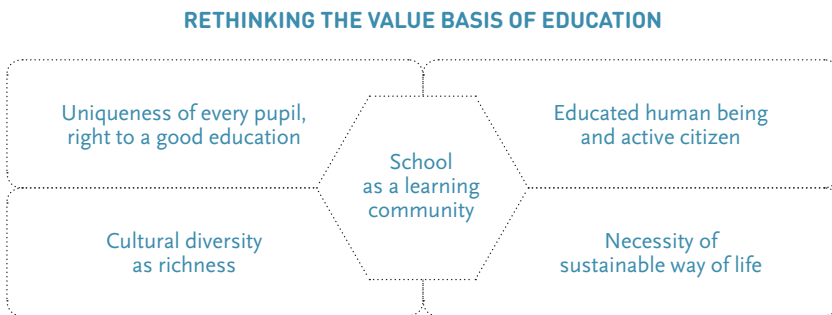 RETHINKING THE VALUE BASIS OF EDUCATION
Uniqueness of every pupil,
right to a good education
Educated human being
and active citizen
School
as a learning
community
Cultural diversity
as richness
Necessity of
sustainable way of life